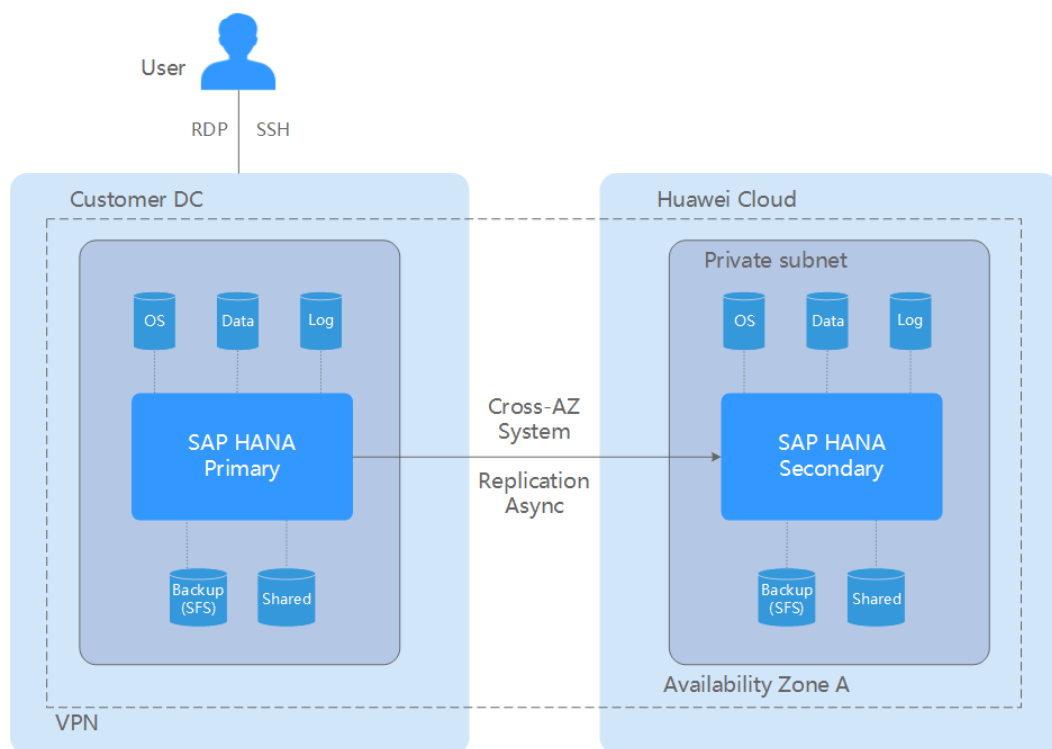 User
RDP
SSH
Customer DC
Huawei Cloud
Private subnet
OS
Data
Log
OS
Data
Log
SAP HANA
Primary
Cross-AZ
System
Replication
Async
SAP HANA
Secondary
Backup
(SFS)
Shared
Backup
(SFS)
Shared
Availability Zone A
VPN